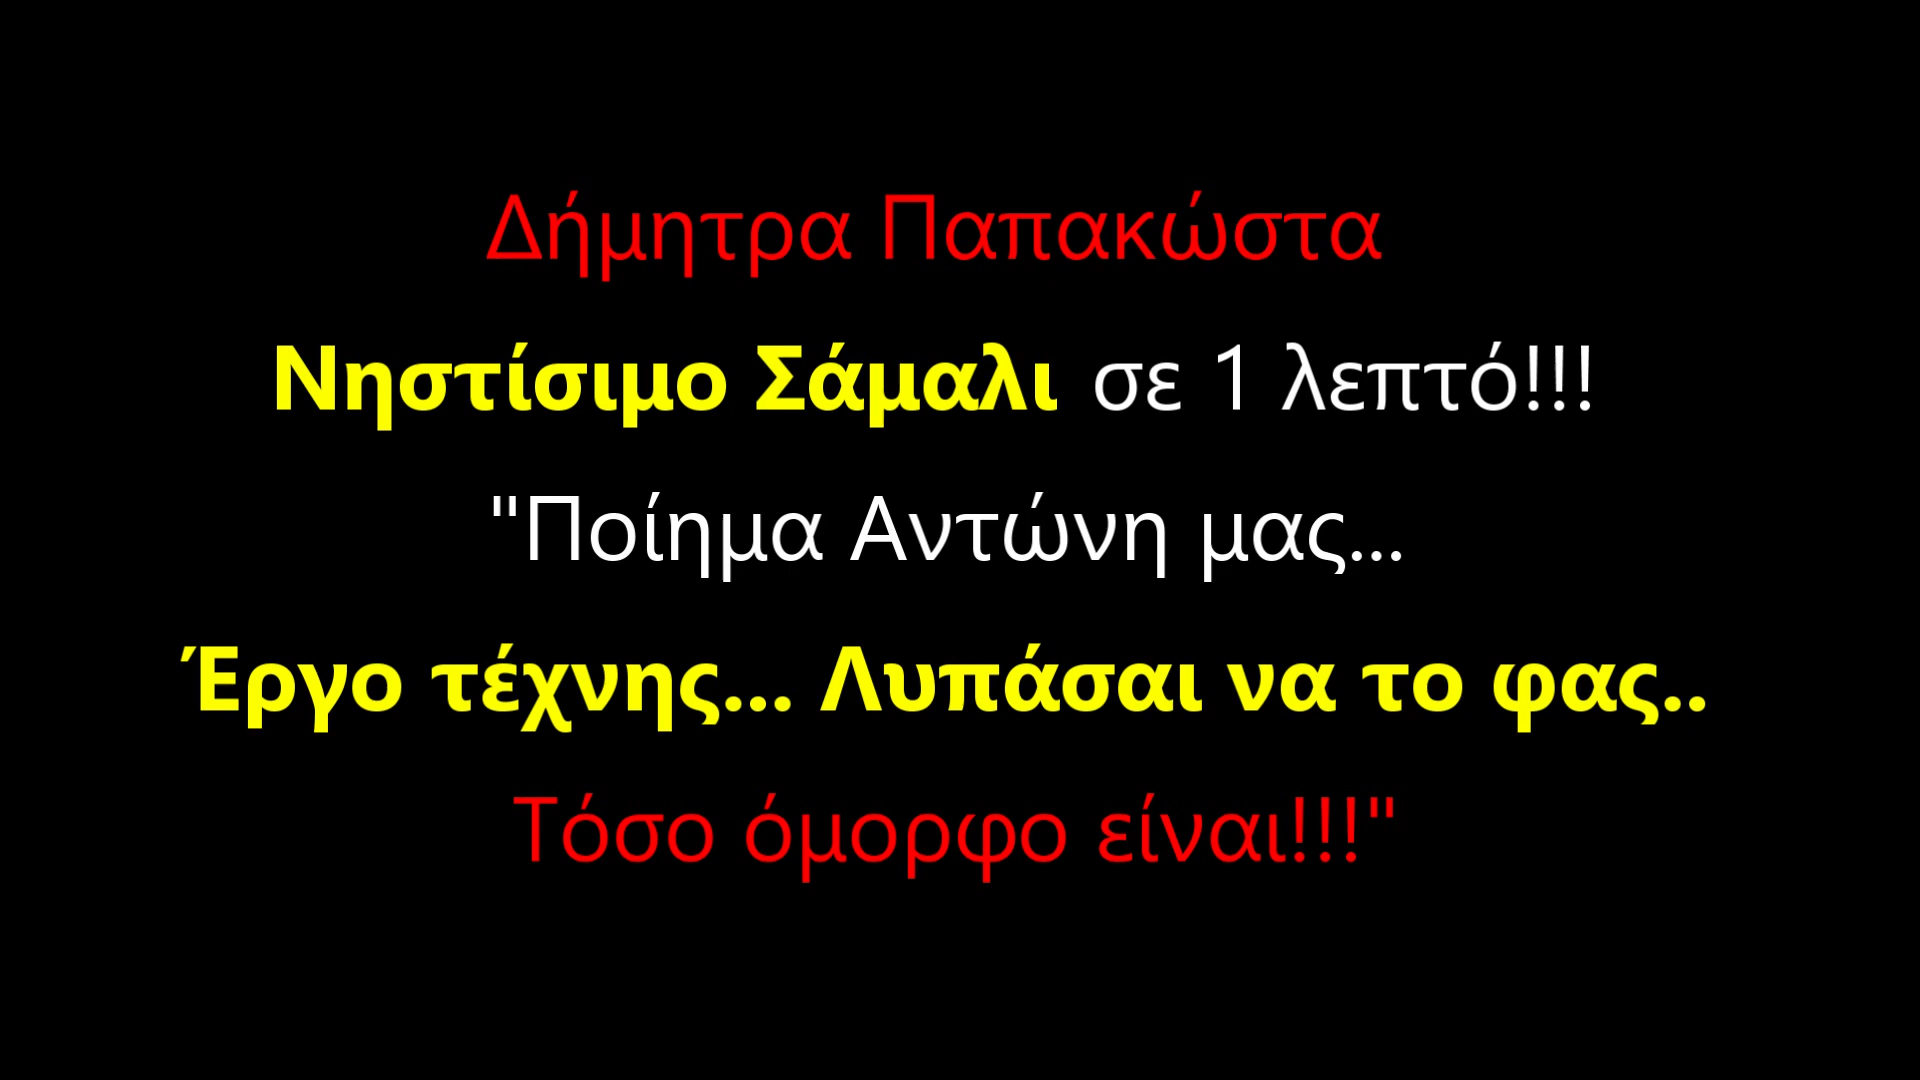 Δήμητρα Παπακώστα
Νηστίσιμο Σάμαλι σε 1 λεπτό!!!
"Ποίημα Αντώνη μας...
Έργο τέχνης... Λυπάσαι να το φας..
Τόσο όμορφο είναι!!!"